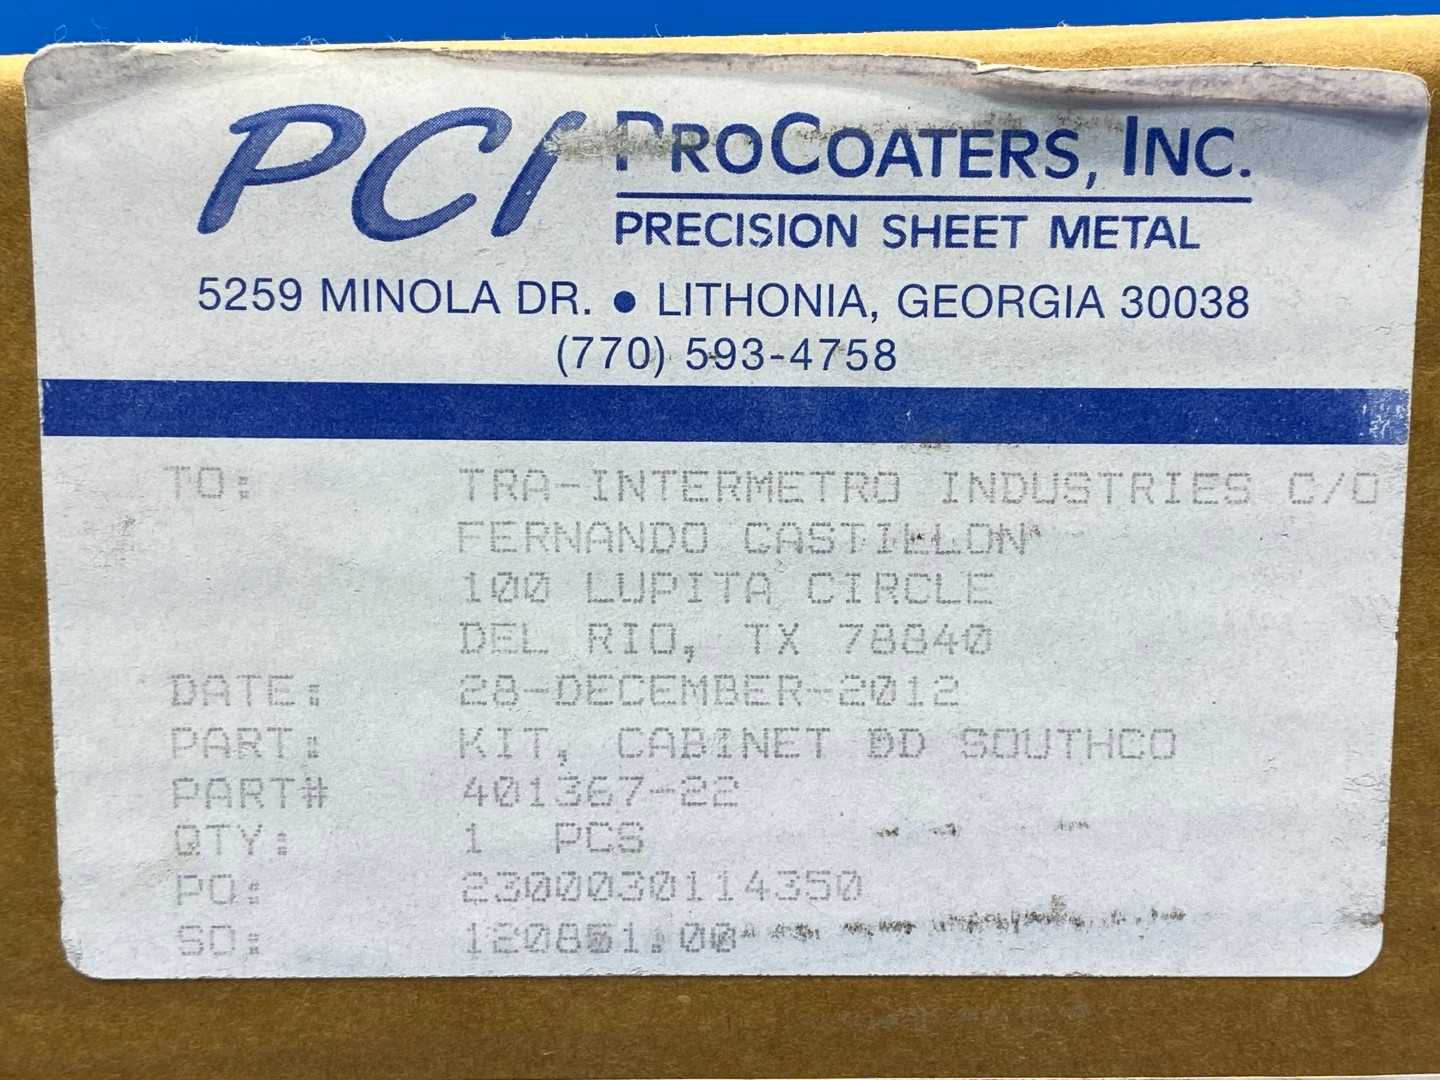 PCI PROCOATERS, INC.
PRECISION SHEET METAL
5259 MINOLA DR. • LITHONIA, GEORGIA 30038
(770) 593-4758
TO: TRA-INTERMETRO INDUSTRIES C/O
FERNANDO CASTILLON
100 LUPITA CIRCLE
DEL RIO, TX 78840
DATE: 28-DECEMBER-2012
PART: KIT, CABINET DD SOUTHCO
PART# 401367-22
QTY: 1 PCS
PO: 2300030114350
SO: